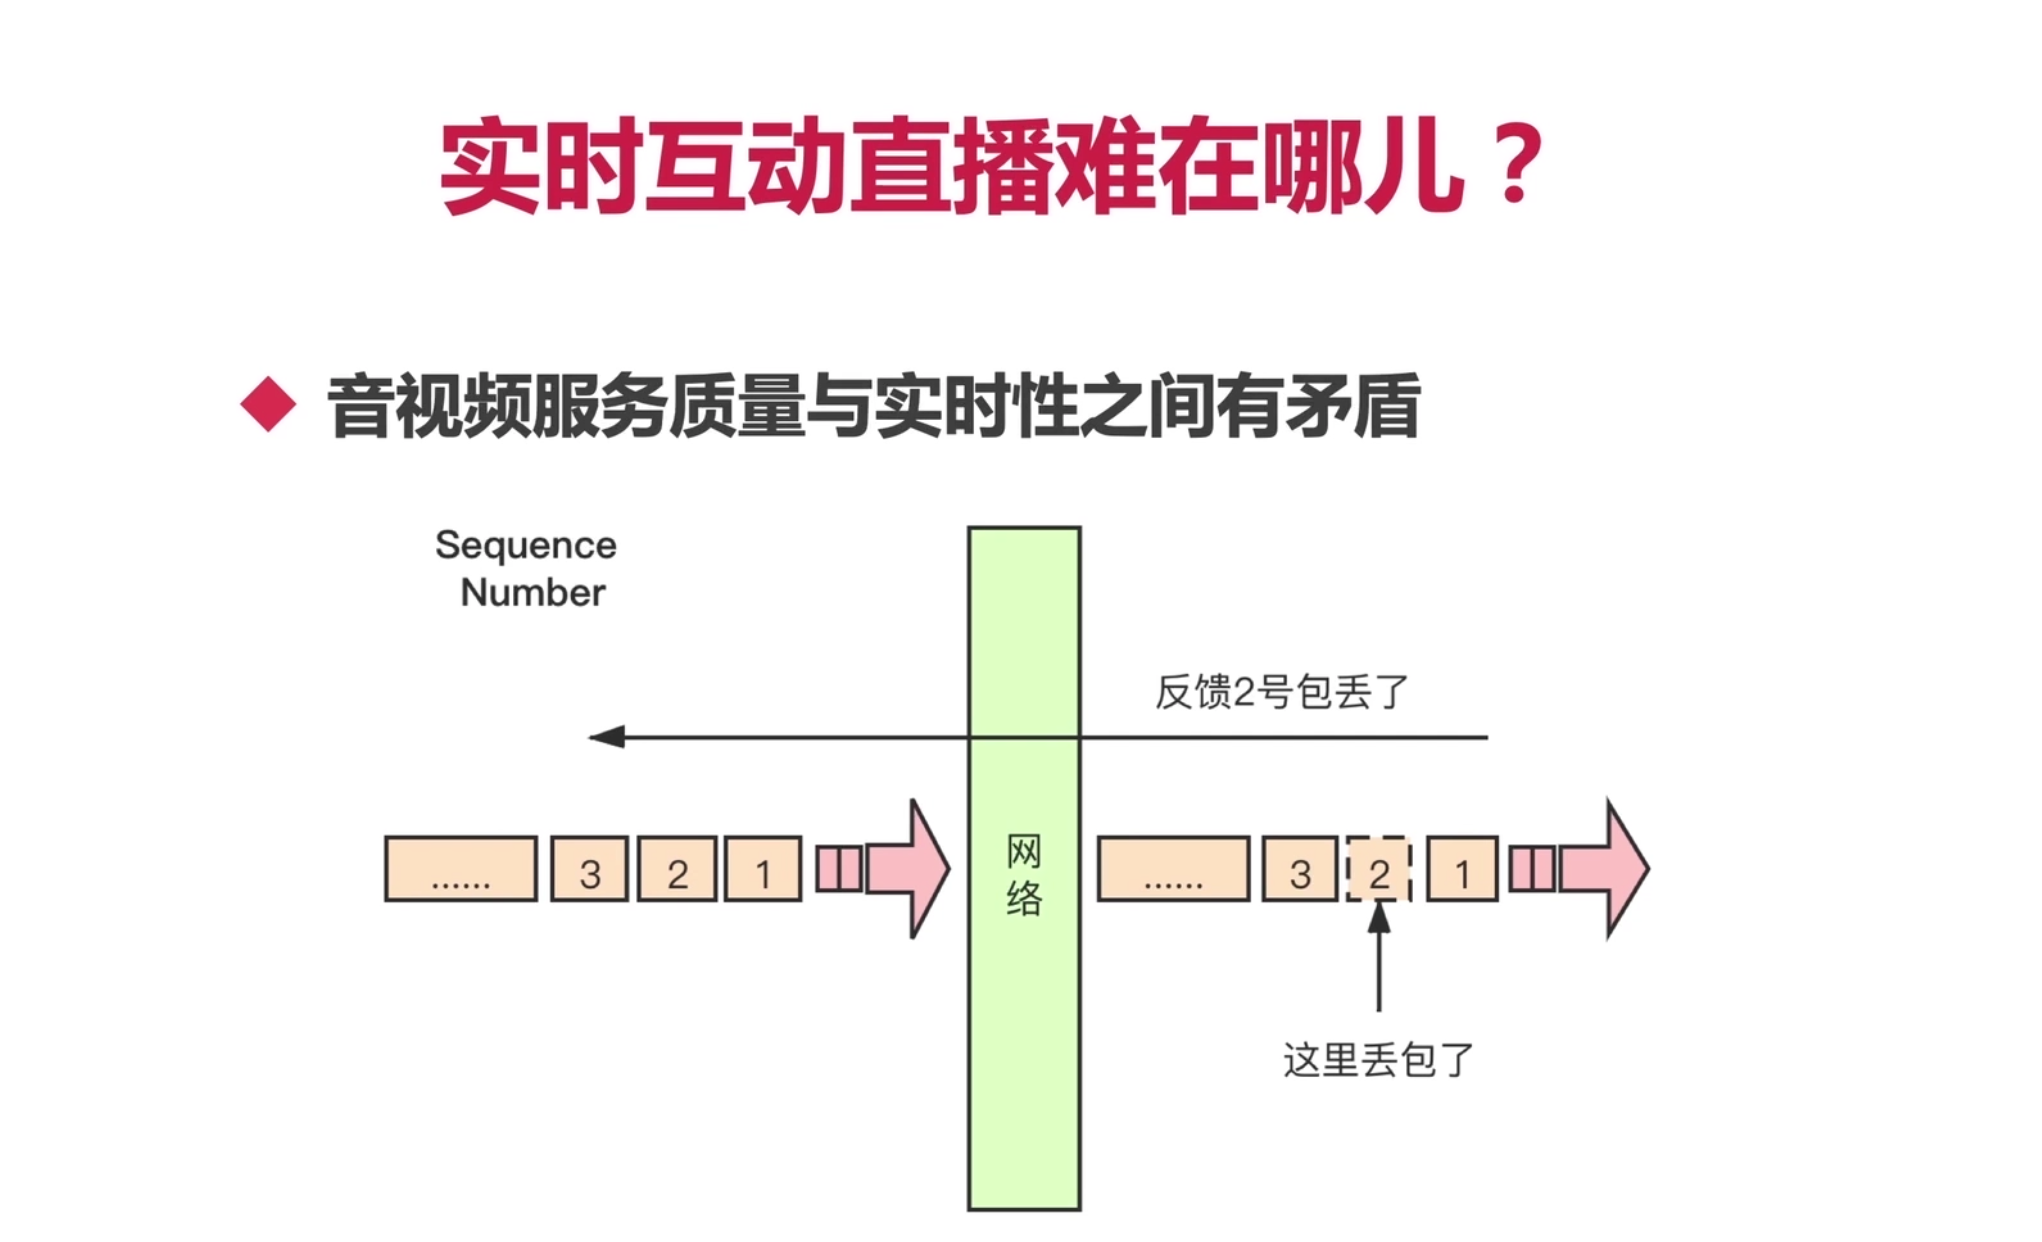 实时互动直播难在哪儿？
音视频服务质量与实时性之间有矛盾
Sequence
Number
反馈2号包丢了
...... 3 2 1
网
络
...... 3 2 1
这里丢包了